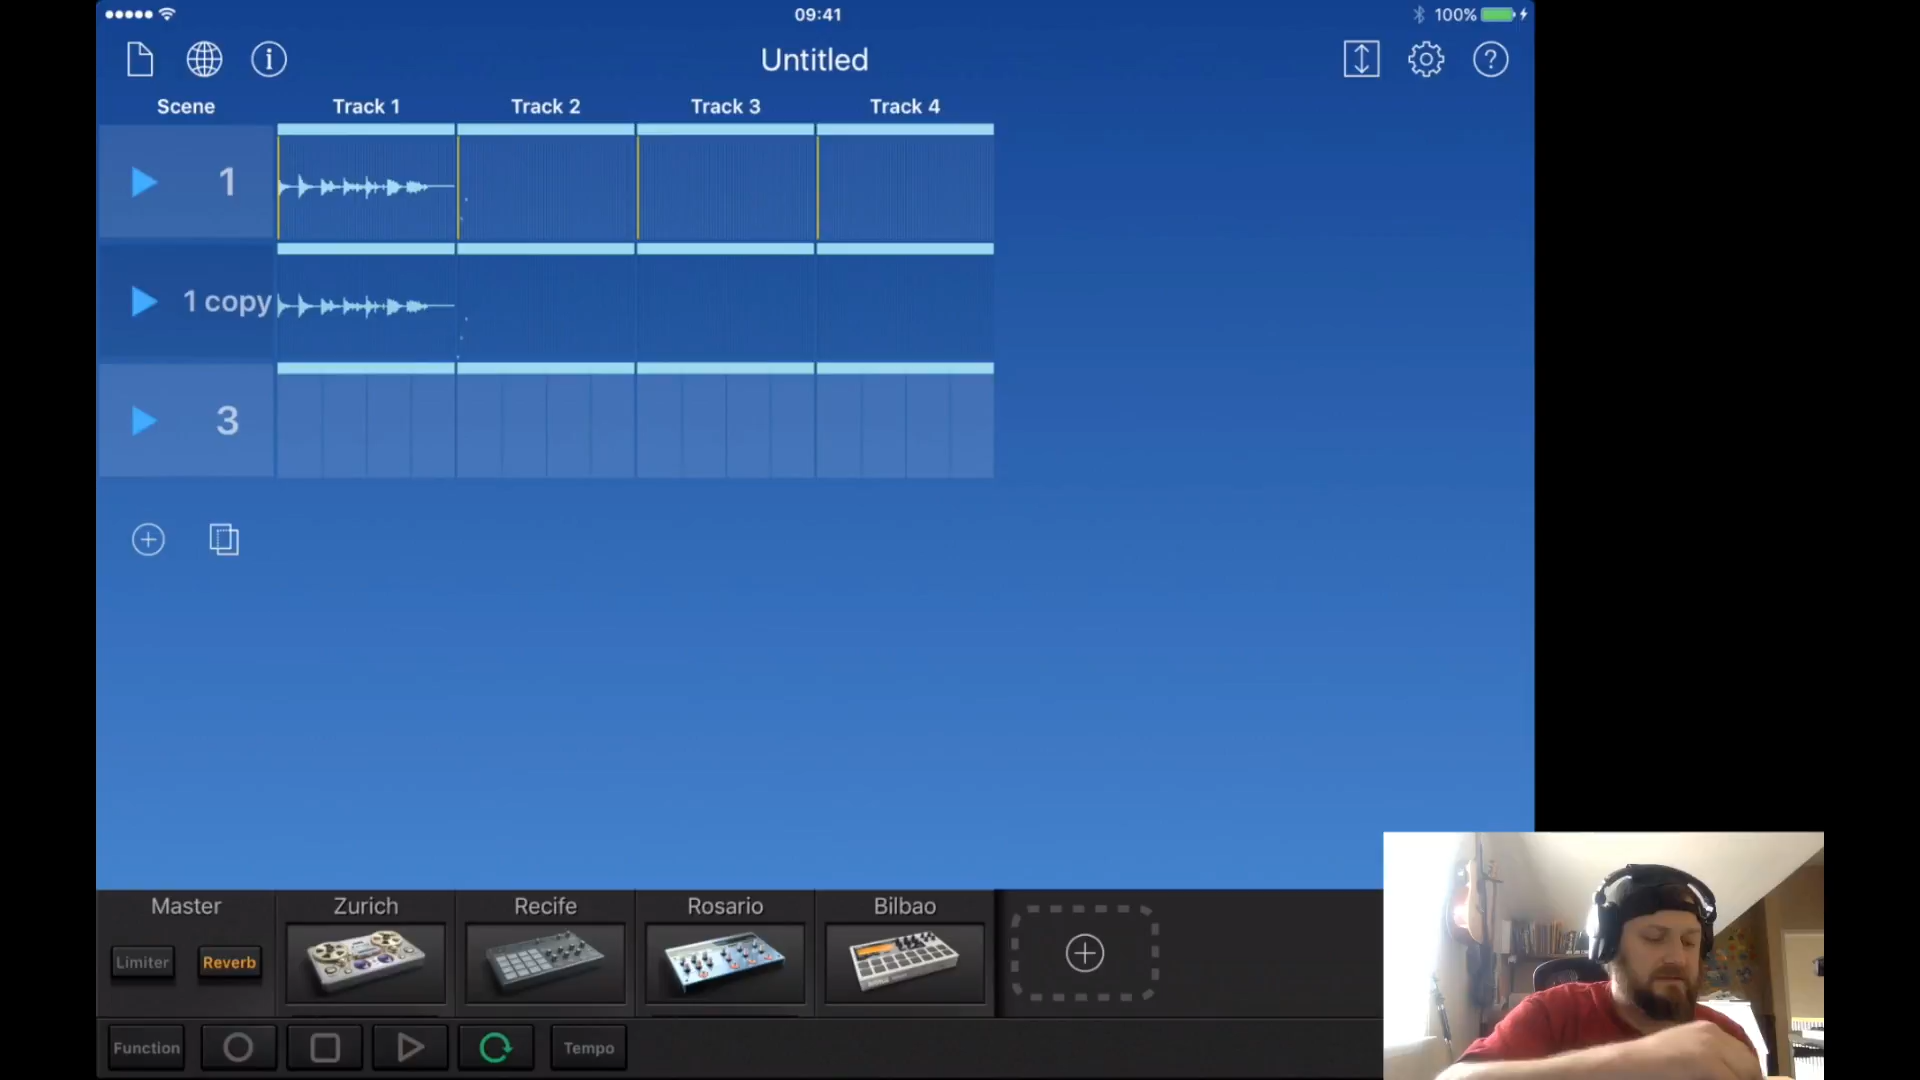 09:41
100%
Untitled
Scene
Track 1
Track 2
Track 3
Track 4
1
1 copy
3
Master
Zurich
Recife
Rosario
Bilbao
Limiter
Reverb
Function
Tempo